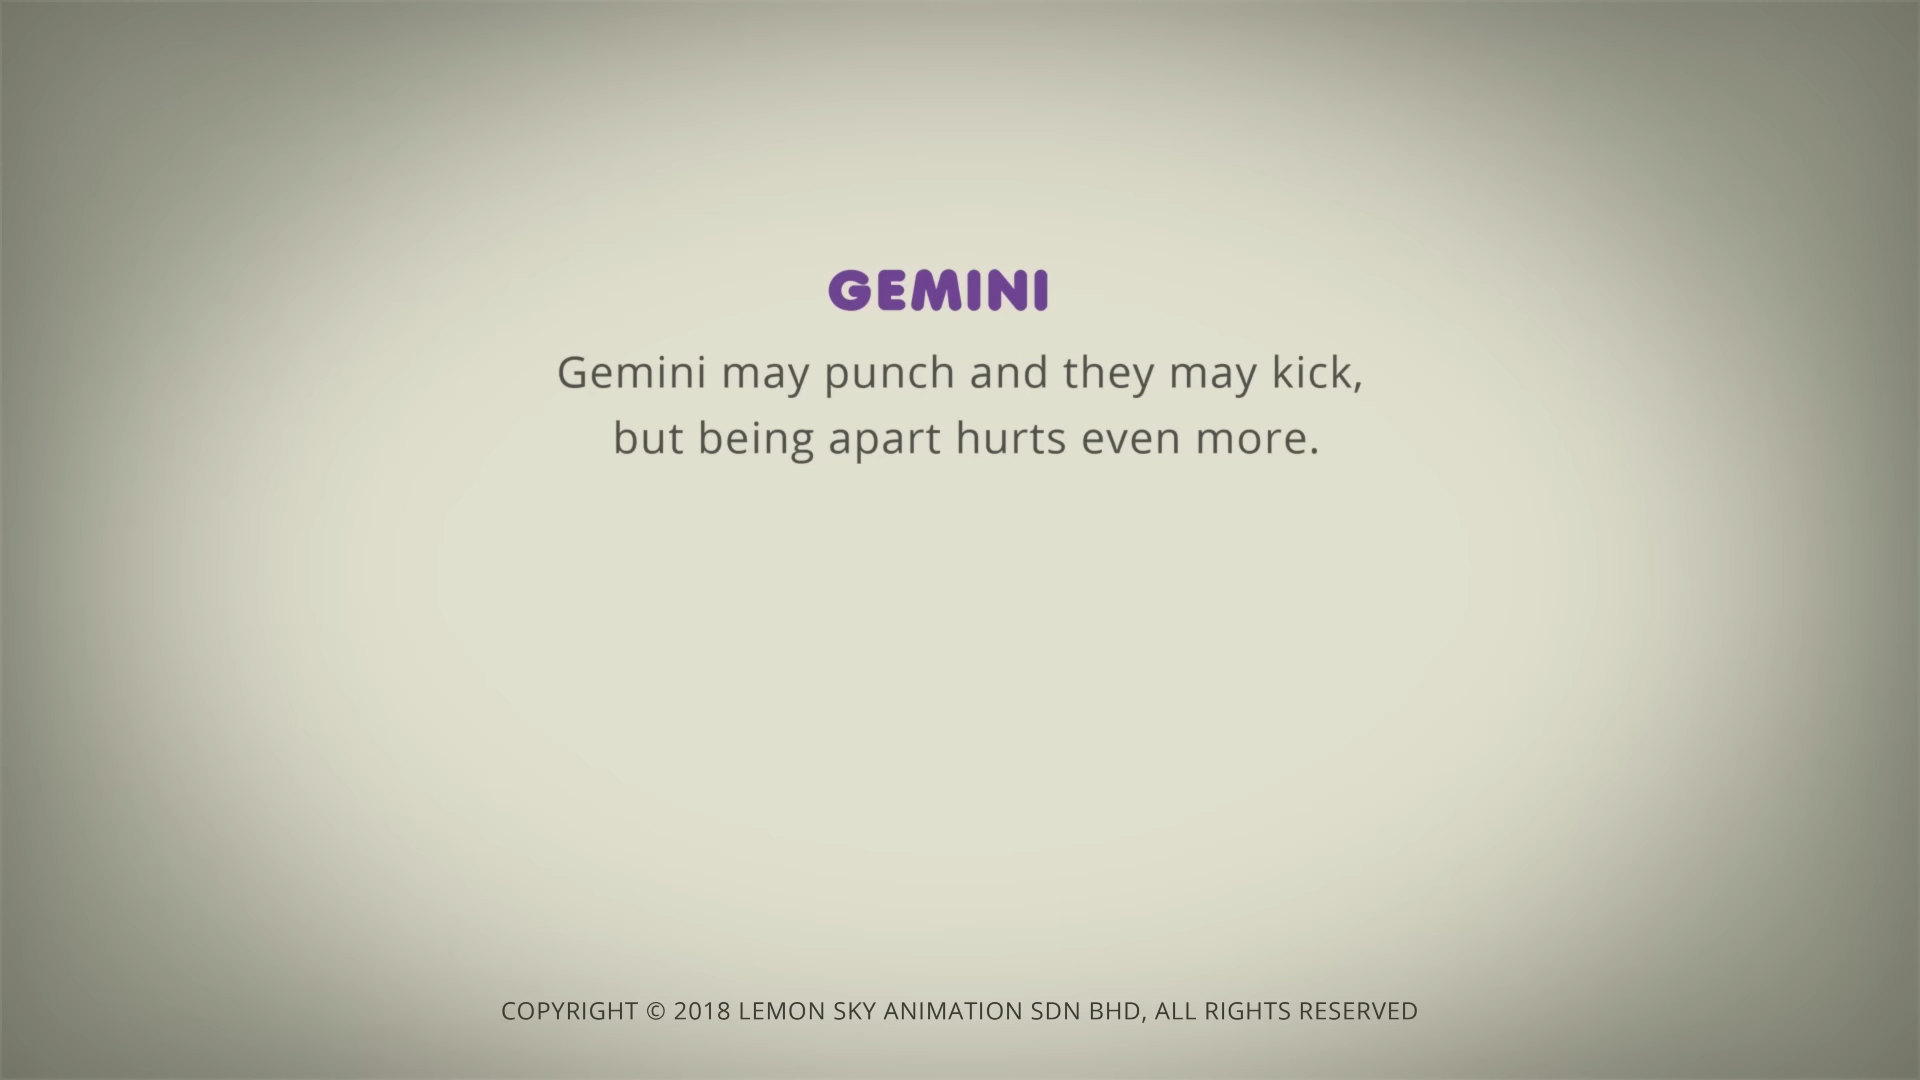 GEMINI
Gemini may punch and they may kick,
but being apart hurts even more.
COPYRIGHT © 2018 LEMON SKY ANIMATION SDN BHD, ALL RIGHTS RESERVED